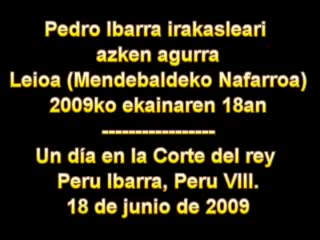 Pedro Ibarra irakasleari
azken agurra
Leioa (Mendebaldeko Nafarroa)
2009ko ekainaren 18an
-----------------
Un día en la Corte del rey
Peru Ibarra, Peru VIII.
18 de junio de 2009